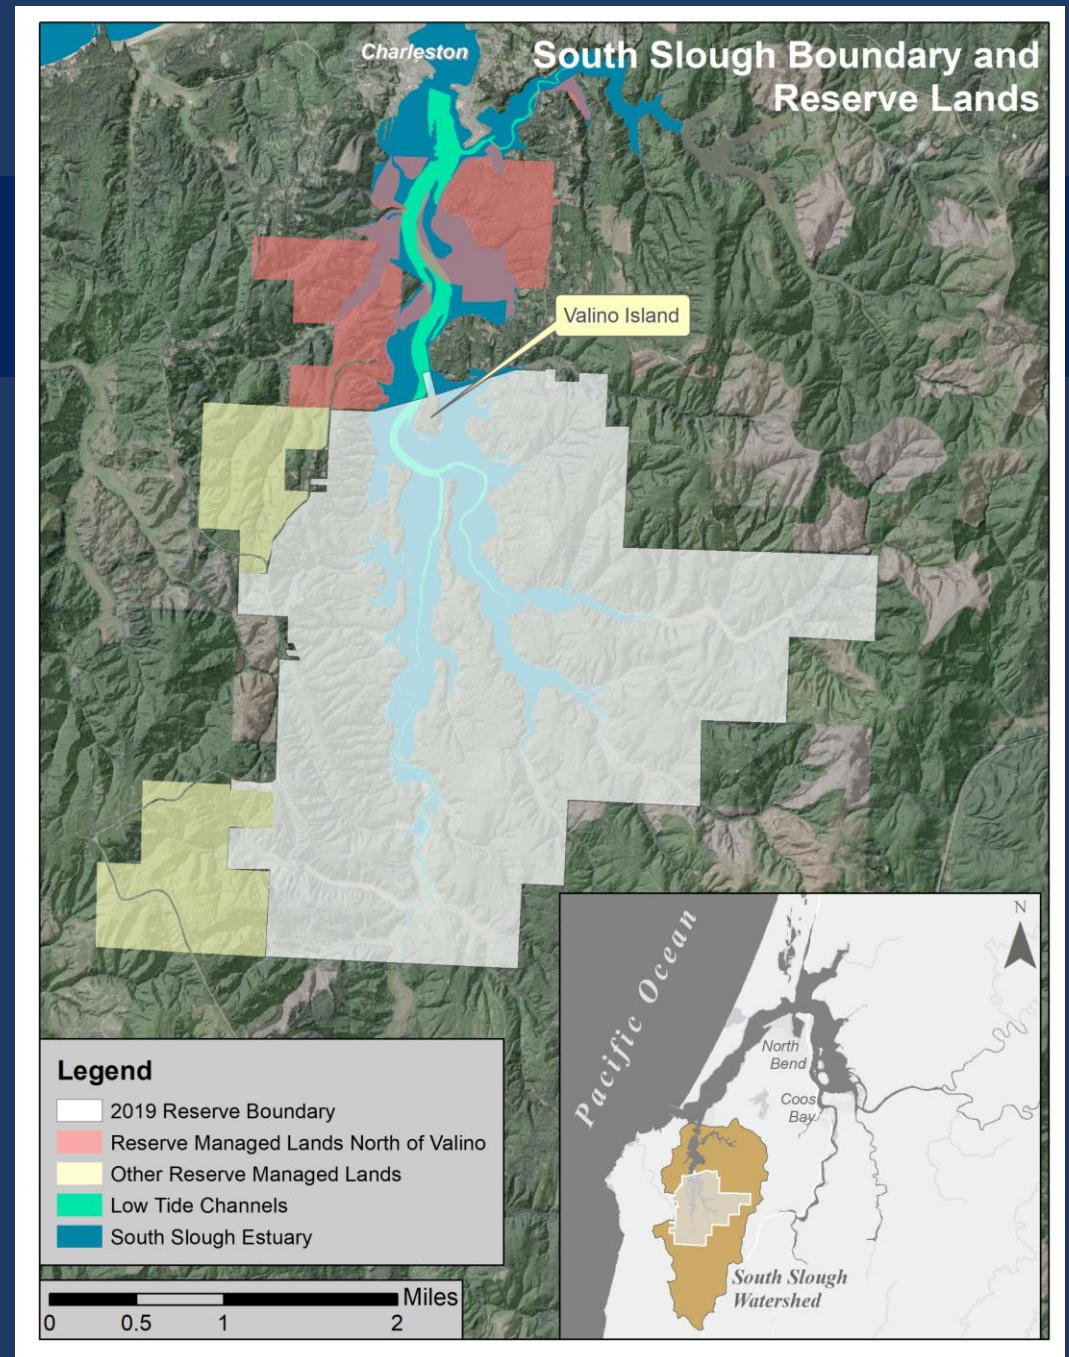 Charleston
South Slough Boundary and
Reserve Lands
Valino Island
Legend
2019 Reserve Boundary
Reserve Managed Lands North of Valino
Other Reserve Managed Lands
Low Tide Channels
South Slough Estuary
Miles
0 0.5 1 2
N
Pacific Ocean
North
Bend
Coos
Bay
South Slough
Watershed